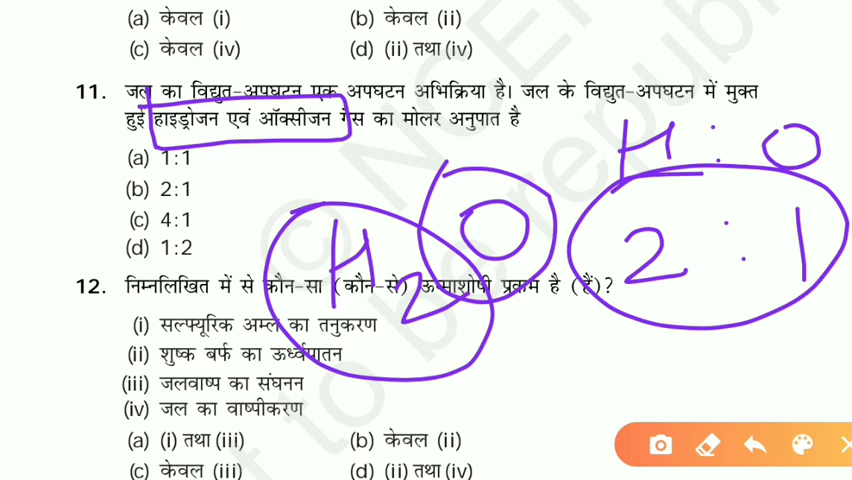 (a) केवल (i) (b) केवल (ii)
(c) केवल (iv) (d) (ii) तथा (iv)
11. जल का विद्युत-अपघटन एक अपघटन अभिक्रिया है। जल के विद्युत-अपघटन में मुक्त
हुई हाइड्रोजन एवं ऑक्सीजन गैस का मोलर अनुपात है
H : O
(a) 1:1
(b) 2:1
(c) 4:1
(d) 1:2
H2O
2 : 1
12. निम्नलिखित में से कौन-सा (कौन-से) ऊष्माशोषी प्रक्रम है (हैं)?
(i) सल्फ्यूरिक अम्ल का तनुकरण
(ii) शुष्क बर्फ का ऊर्ध्वपातन
(iii) जलवाष्प का संघनन
(iv) जल का वाष्पीकरण
(a) (i) तथा (iii) (b) केवल (ii)
(c) केवल (iii) (d) (ii) तथा (iv)